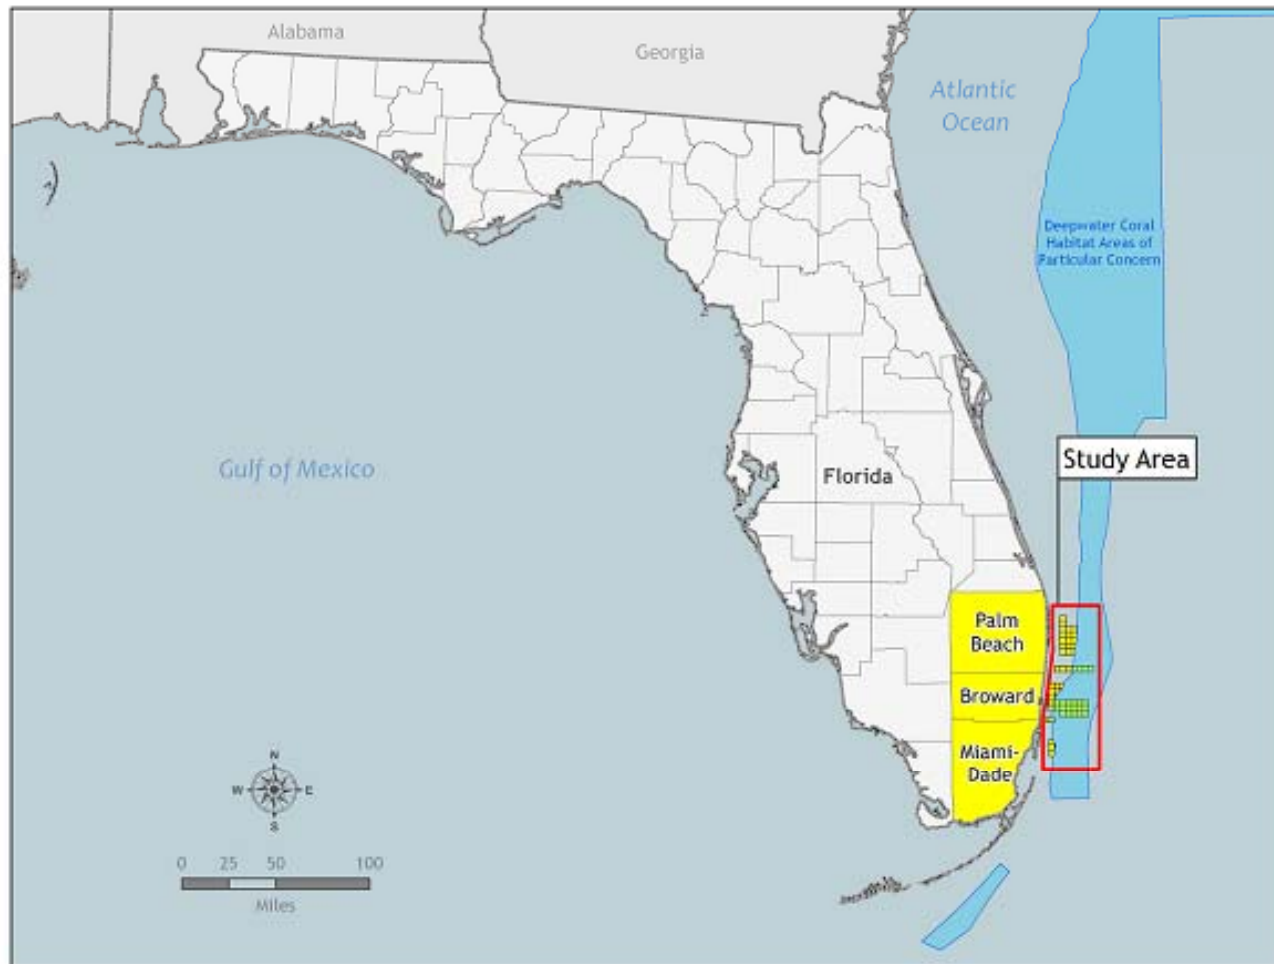 Alabama
Georgia
Atlantic
Ocean
Deepwater Coral
Habitat Areas of
Particular Concern
Study Area
Gulf of Mexico
Florida
Palm
Beach
Broward
Miami-
Dade
N
W E
S
0 25 50 100
Miles